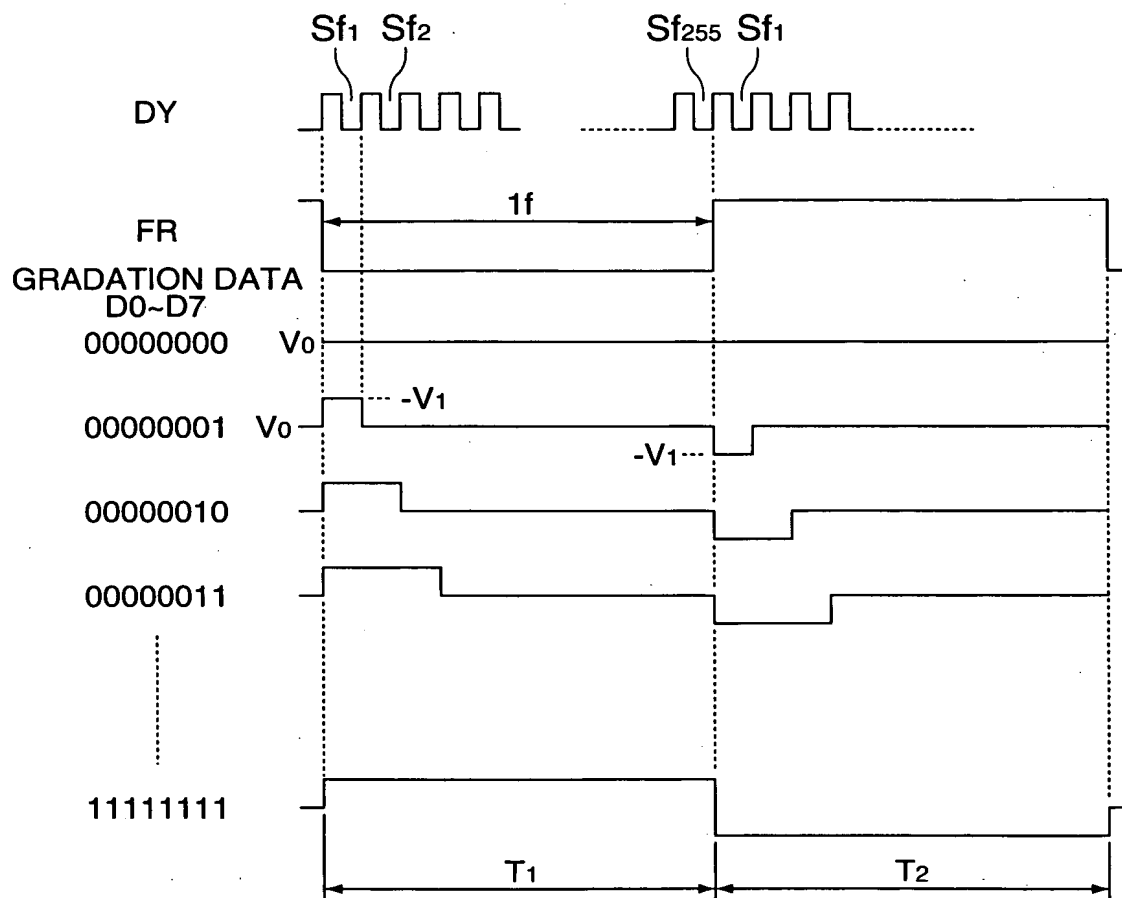 Sf1 Sf2 Sf255 Sf1
DY
1f
FR
GRADATION DATA
D0~D7
00000000 V0
-V1
00000001 V0
-V1
00000010
00000011
11111111
T1 T2